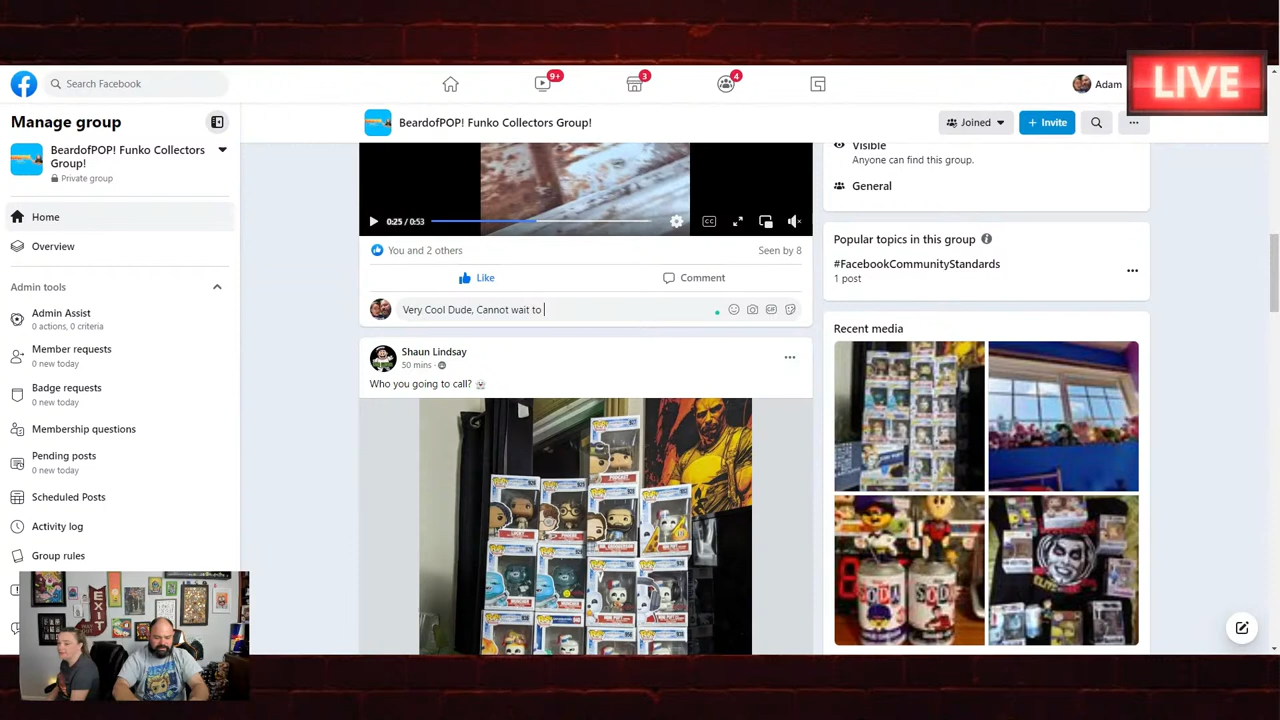 LIVE
Search Facebook
9+
3
4
Adam
Manage group
BeardofPOP! Funko Collectors Group!
Joined
+ Invite
BeardofPOP! Funko Collectors
Group!
Private group
Home
Overview
Admin tools
Admin Assist
0 actions, 0 criteria
Member requests
0 new today
Badge requests
0 new today
Membership questions
Pending posts
0 new today
Scheduled Posts
Activity log
Group rules
EXIT
0:25 / 0:53
CC
You and 2 others
Seen by 8
Like
Comment
Very Cool Dude, Cannot wait to
GIF
Shaun Lindsay
50 mins ·
Who you going to call?
Visible
Anyone can find this group.
General
Popular topics in this group
#FacebookCommunityStandards
1 post
Recent media
SODA
SODA